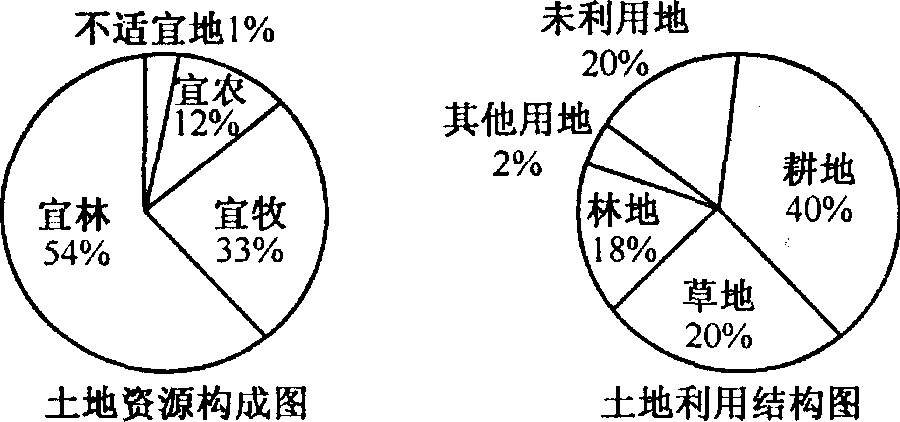 不适宜地1%
宜农
12%
宜林
54%
宜牧
33%
土地资源构成图
未利用地
20%
其他用地
2%
耕地
40%
林地
18%
草地
20%
土地利用结构图